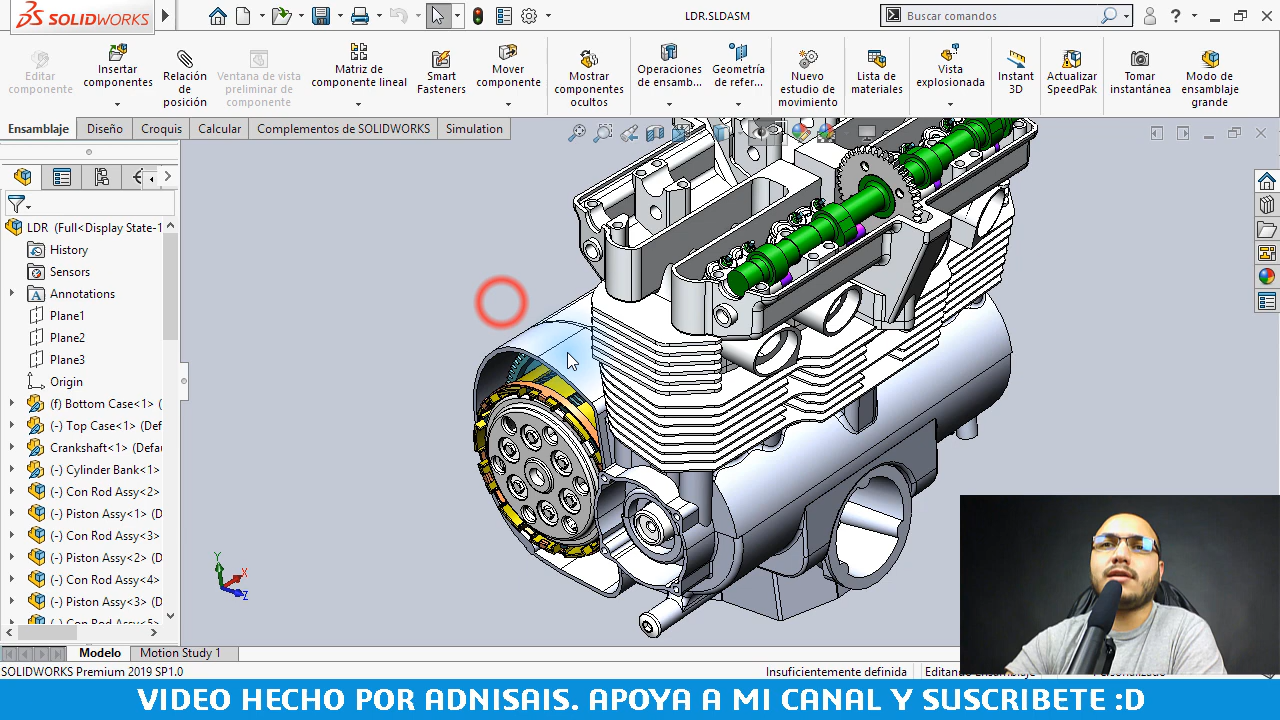 SOLIDWORKS
LDR.SLDASM
Buscar comandos
Editar componente
Insertar componentes
Relación de posición
Ventana de vista preliminar de componente
Matriz de componente lineal
Smart Fasteners
Mover componente
Mostrar componentes ocultos
Operaciones de ensamb...
Geometría de refer...
Nuevo estudio de movimiento
Lista de materiales
Vista explosionada
Instant 3D
Actualizar SpeedPak
Tomar instantánea
Modo de ensamblaje grande
Ensamblaje
Diseño
Croquis
Calcular
Complementos de SOLIDWORKS
Simulation
LDR (Full<Display State-1
History
Sensors
Annotations
Plane1
Plane2
Plane3
Origin
(f) Bottom Case<1> (
(-) Top Case<1> (Def
Crankshaft<1> (Defa
(-) Cylinder Bank<1>
(-) Con Rod Assy<2>
(-) Piston Assy<1> (D
(-) Con Rod Assy<3>
(-) Piston Assy<2> (D
(-) Con Rod Assy<4>
(-) Piston Assy<3> (D
Y
X
Z
Modelo
Motion Study 1
SOLIDWORKS Premium 2019 SP1.0
Insuficientemente definida
VIDEO HECHO POR ADNISAIS. APOYA A MI CANAL Y SUSCRIBETE :D